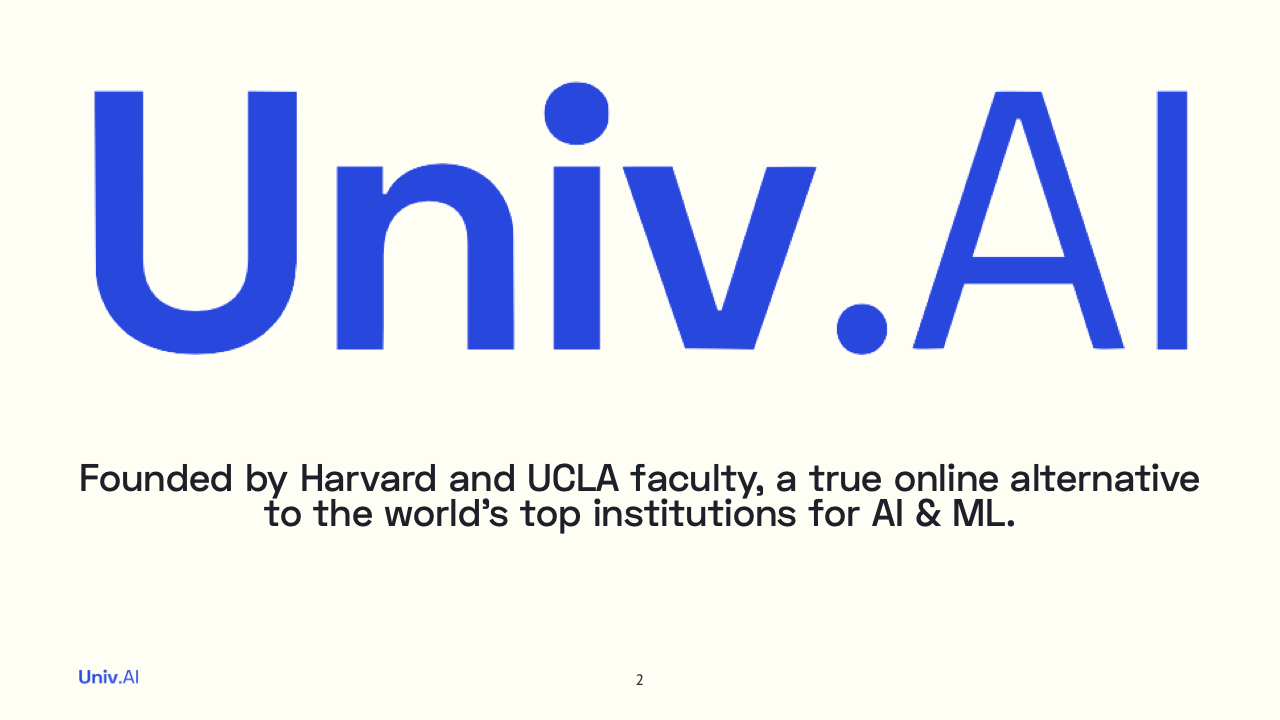 Univ.AI
Founded by Harvard and UCLA faculty, a true online alternative
to the world’s top institutions for AI & ML.
Univ.AI
2